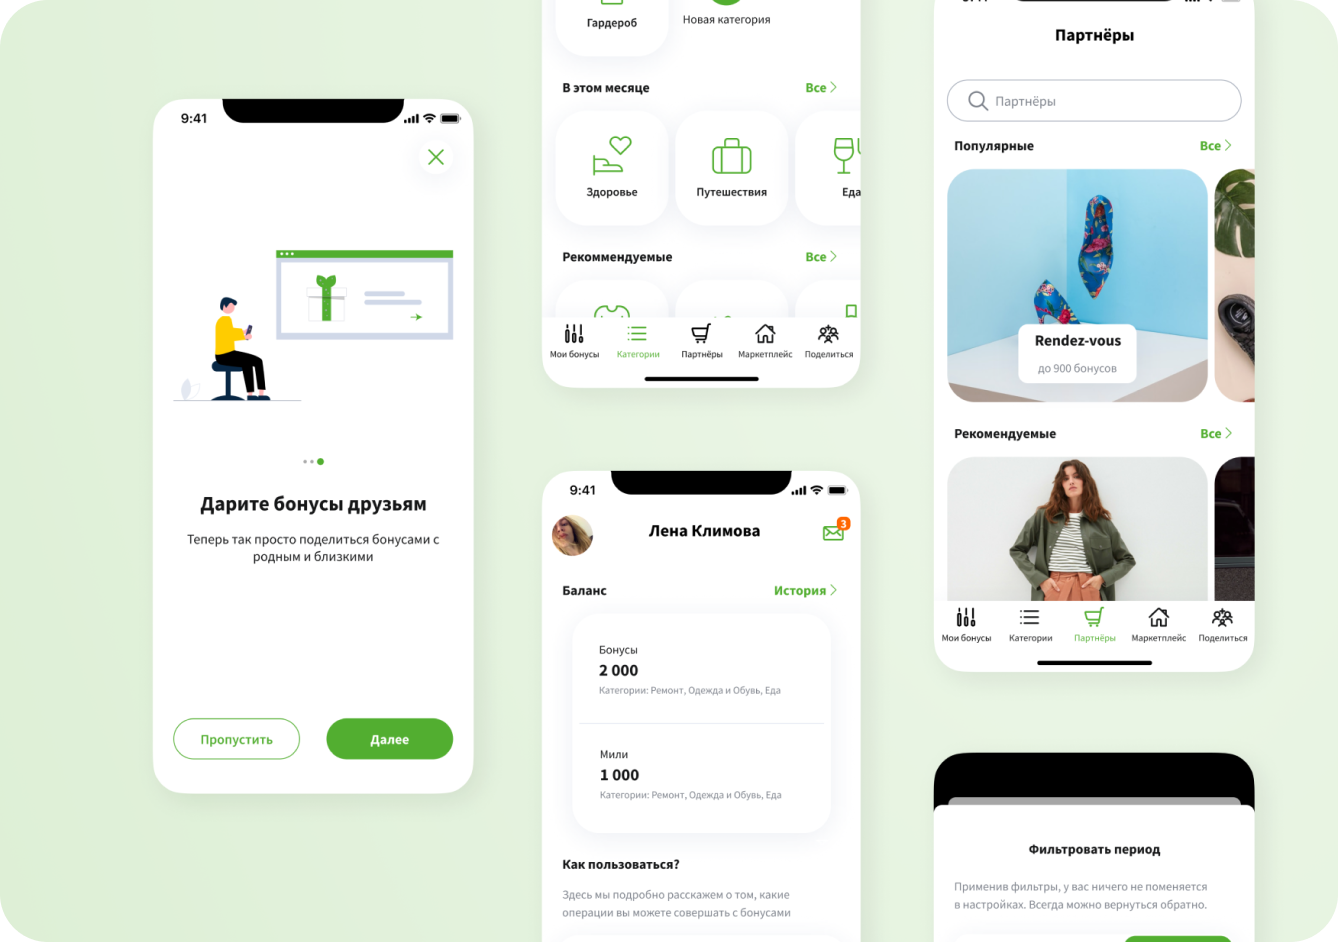 9:41
Дарите бонусы друзьям
Теперь так просто поделиться бонусами с
родным и близкими
Пропустить
Далее
Гардероб
Новая категория
В этом месяце
Все
Здоровье
Путешествия
Еда
Рекоммендуемые
Все
Мои бонусы
Категории
Партнёры
Маркетплейс
Поделиться
9:41
Лена Климова
3
Баланс
История
Бонусы
2 000
Категории: Ремонт, Одежда и Обувь, Еда
Мили
1 000
Категории: Ремонт, Одежда и Обувь, Еда
Как пользоваться?
Здесь мы подробно расскажем о том, какие
операции вы можете совершать с бонусами
Партнёры
Партнёры
Популярные
Все
Rendez-vous
до 900 бонусов
Рекомендуемые
Все
Мои бонусы
Категории
Партнёры
Маркетплейс
Поделиться
Фильтровать период
Применив фильтры, у вас ничего не поменяется
в настройках. Всегда можно вернуться обратно.